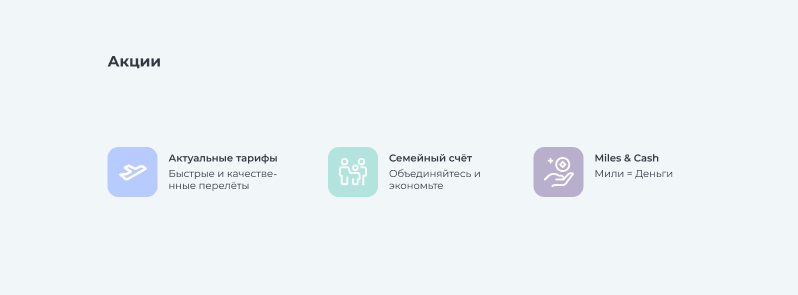 Акции
Актуальные тарифы
Быстрые и качестве-
нные перелёты
Семейный счёт
Объединяйтесь и
экономьте
Miles & Cash
Мили = Деньги